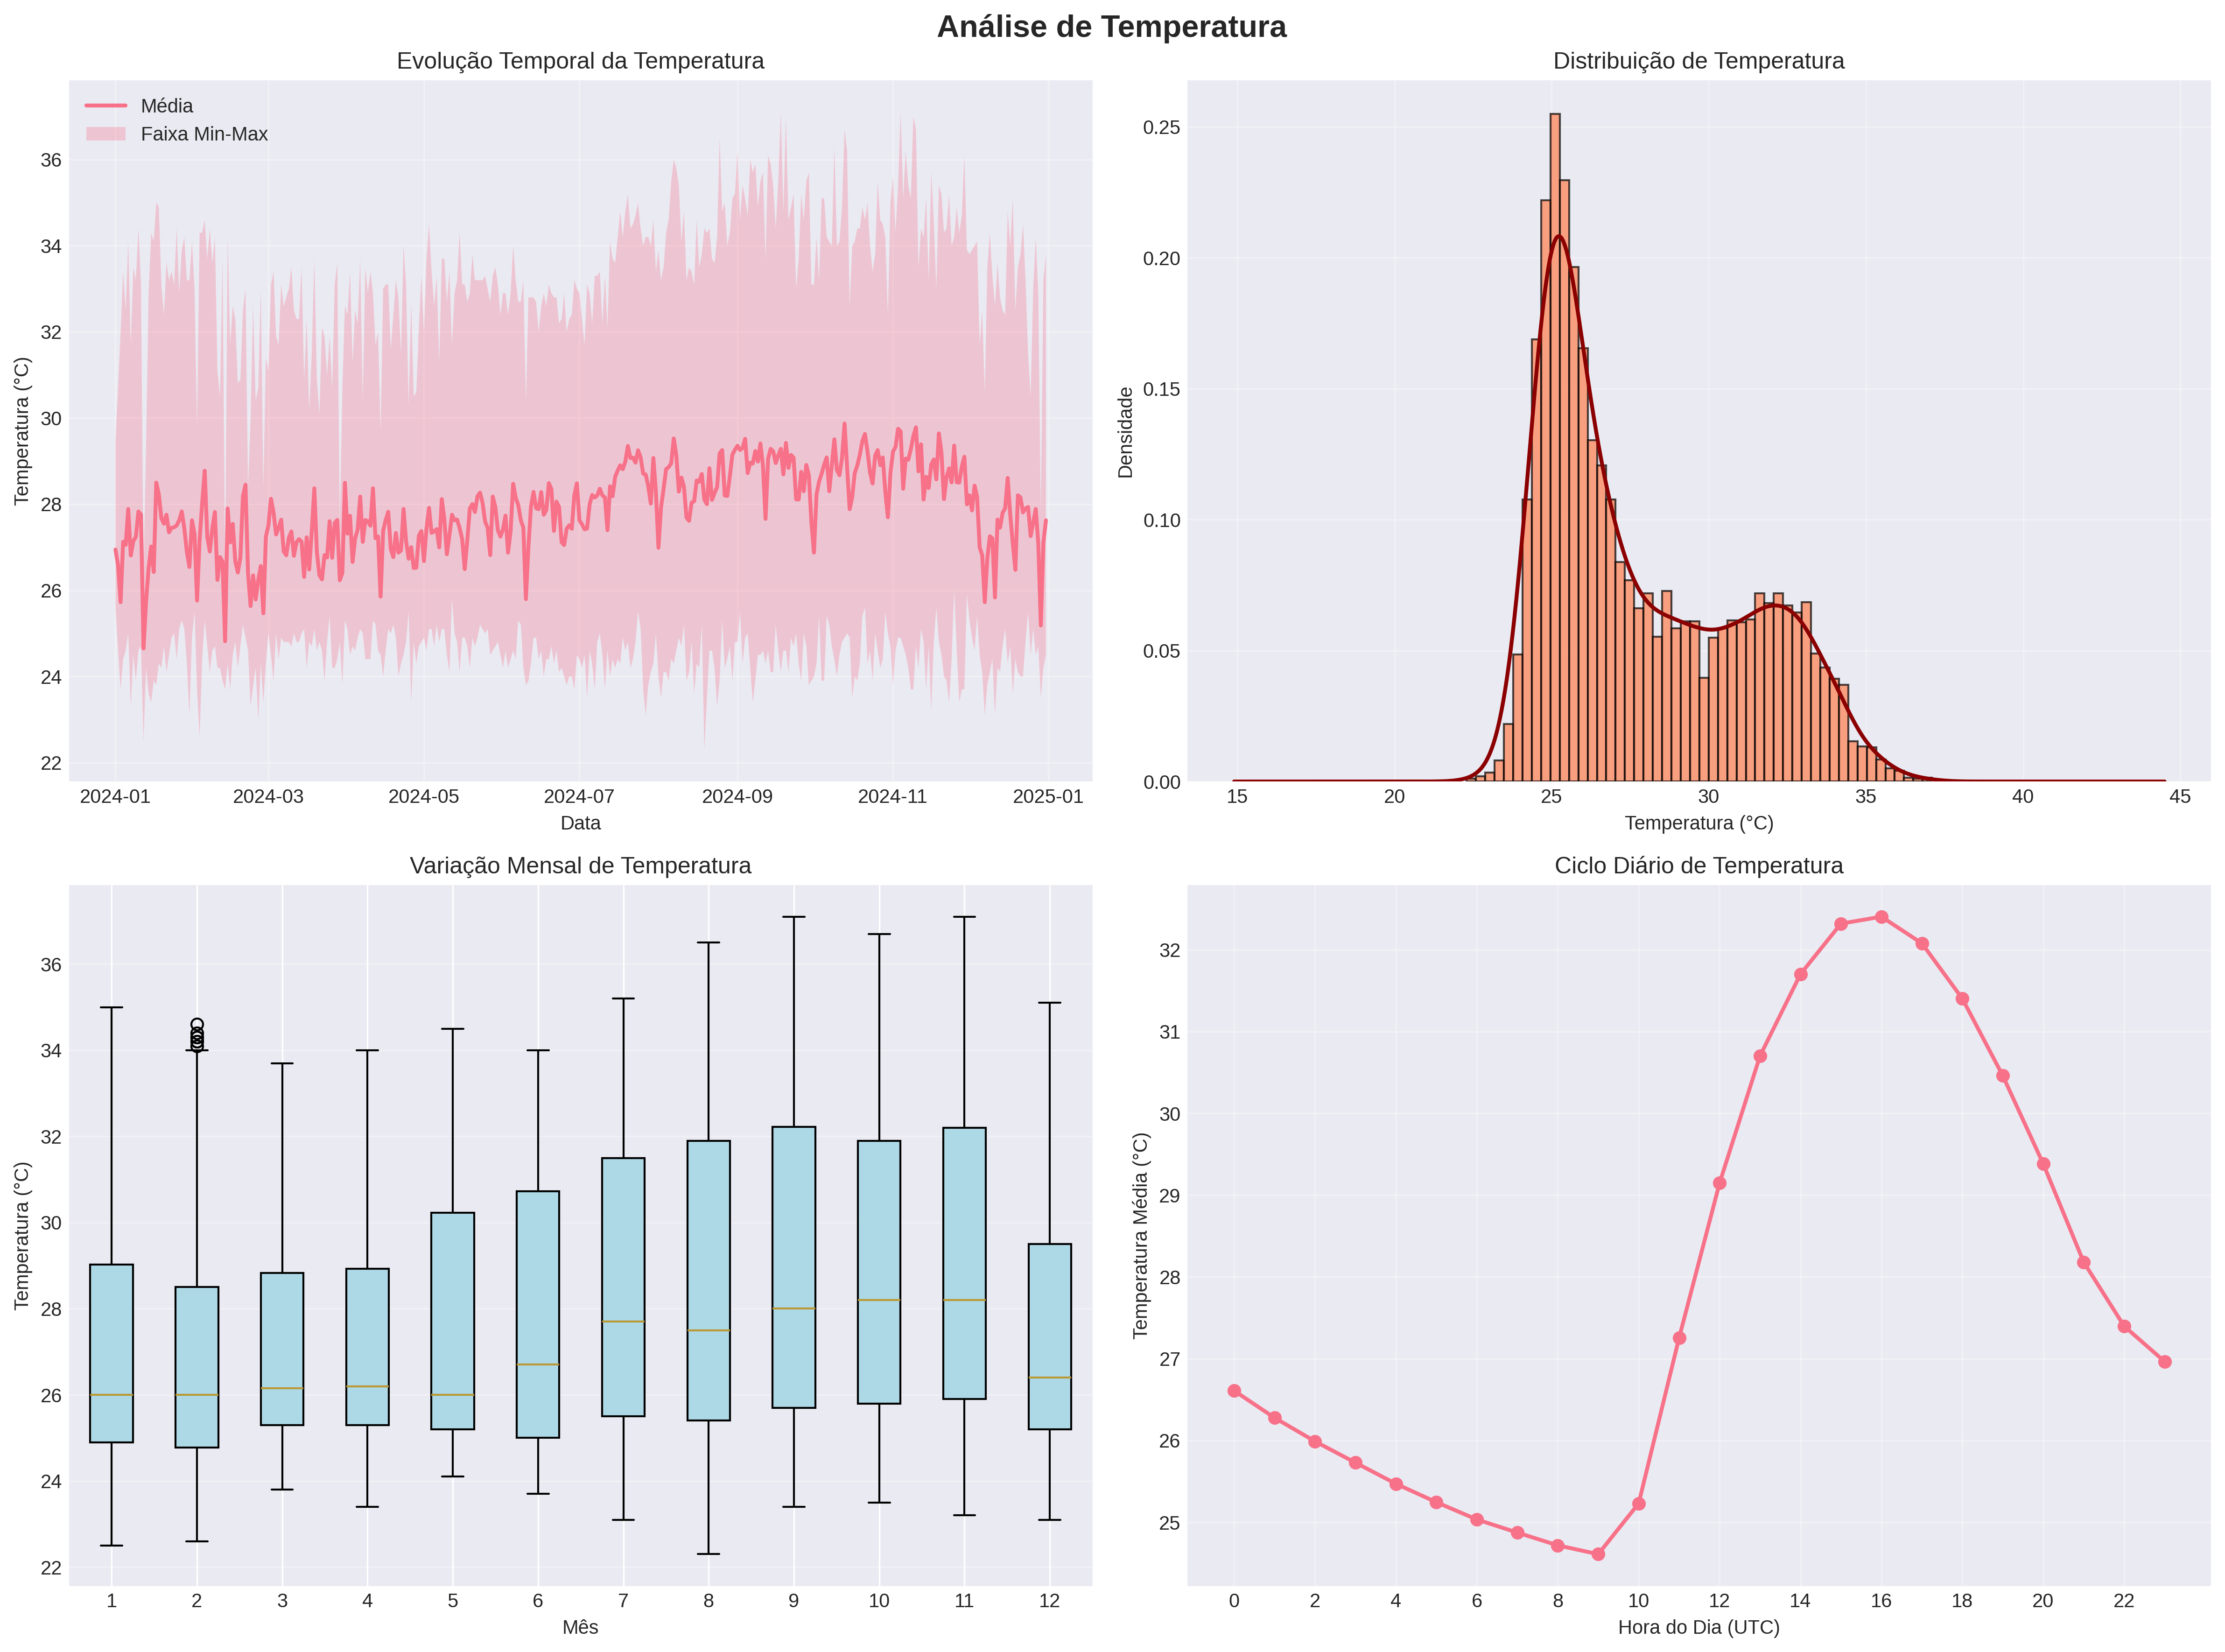 Análise de Temperatura
Evolução Temporal da Temperatura
Média
Faixa Min-Max
36
34
32
30
28
26
24
22
Temperatura (°C)
2024-01 2024-03 2024-05 2024-07 2024-09 2024-11 2025-01
Data
Distribuição de Temperatura
0.25
0.20
0.15
0.10
0.05
0.00
Densidade
15 20 25 30 35 40 45
Temperatura (°C)
Variação Mensal de Temperatura
36
34
32
30
28
26
24
22
Temperatura (°C)
1 2 3 4 5 6 7 8 9 10 11 12
Mês
Ciclo Diário de Temperatura
32
31
30
29
28
27
26
25
Temperatura Média (°C)
0 2 4 6 8 10 12 14 16 18 20 22
Hora do Dia (UTC)